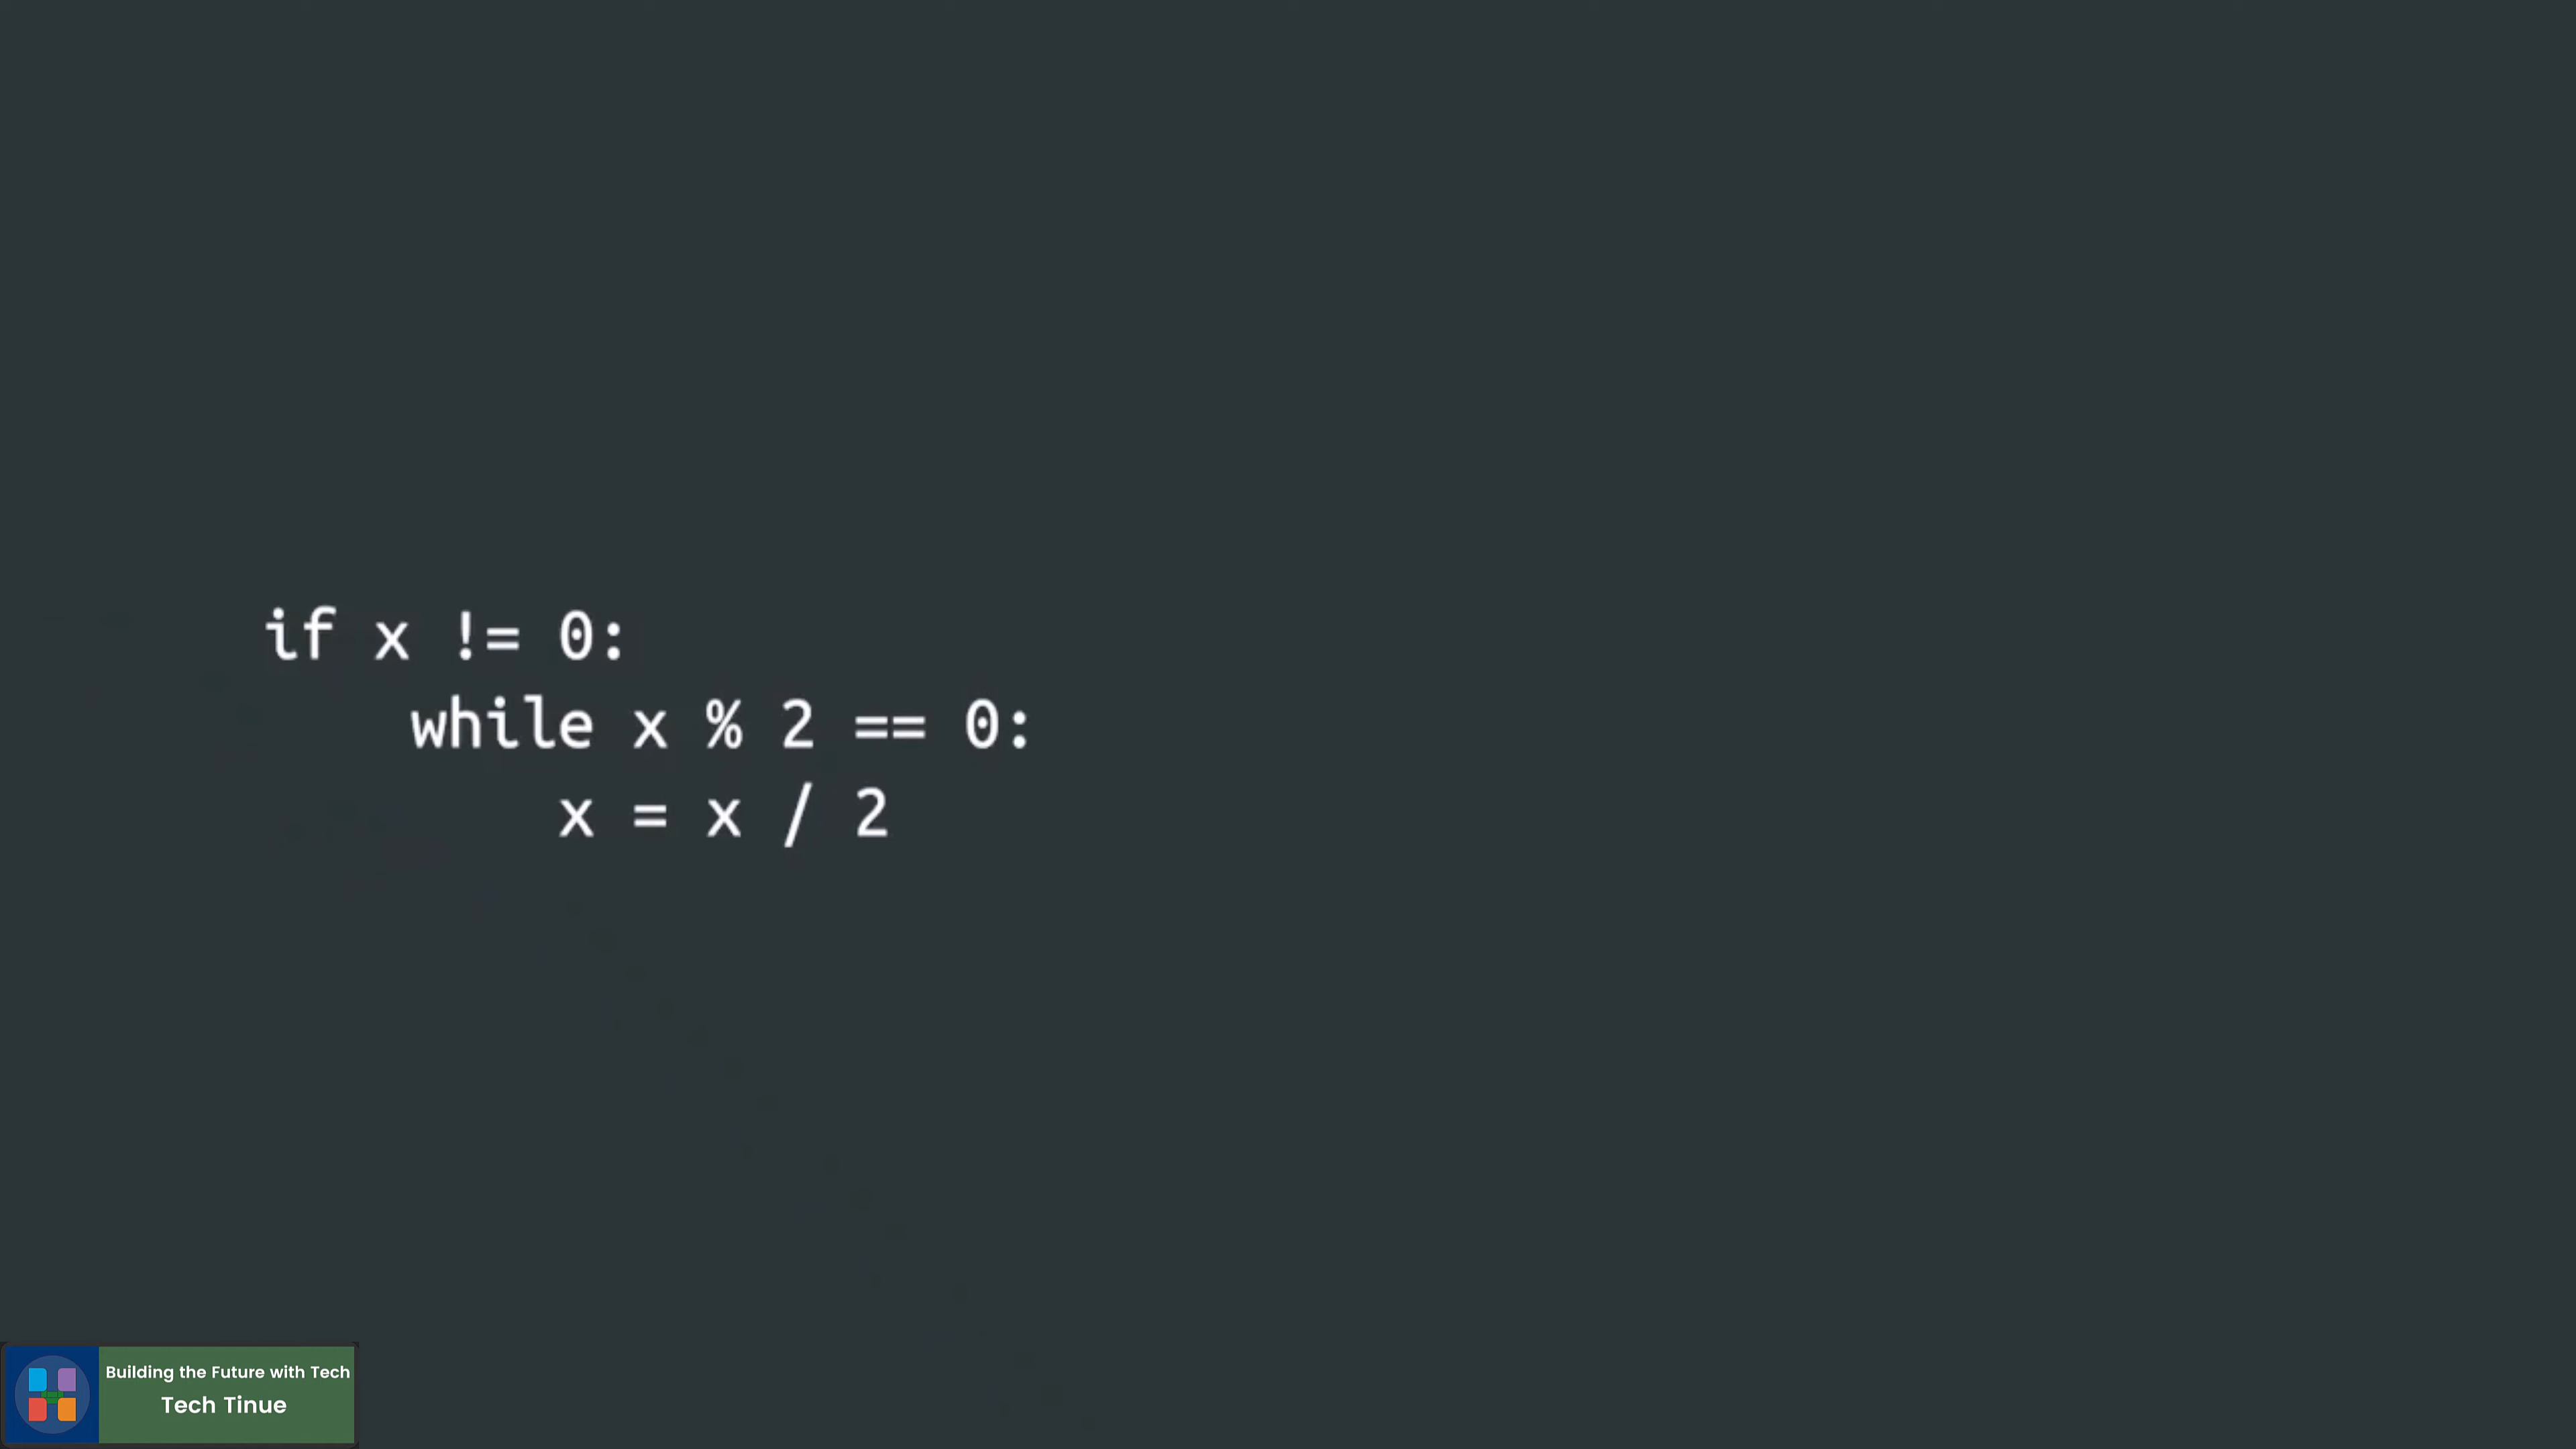 if x != 0:
while x % 2 == 0:
x = x / 2
Building the Future with Tech
Tech Tinue